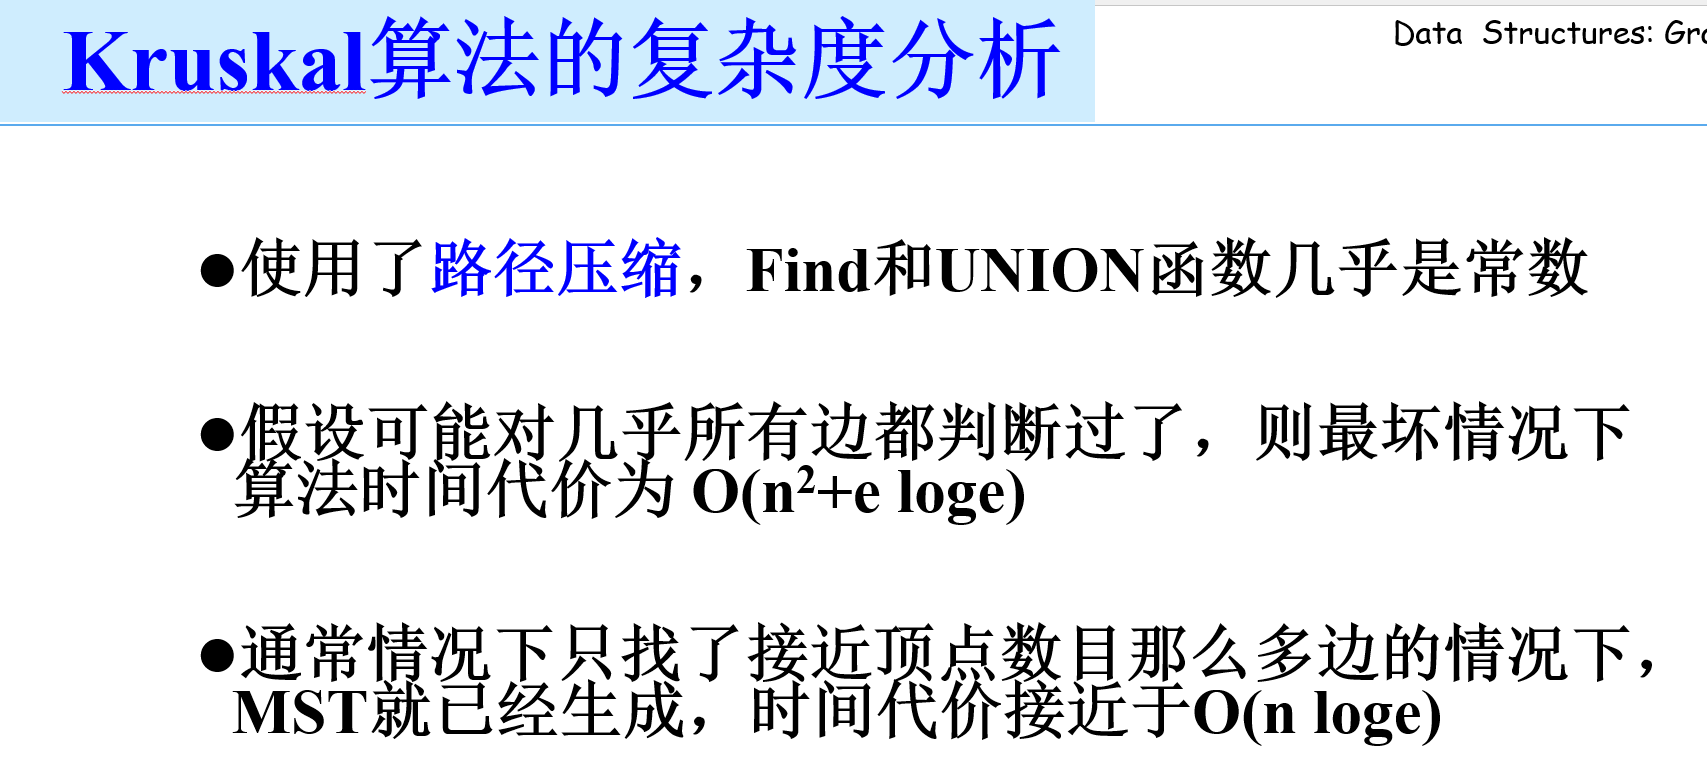 Kruskal算法的复杂度分析
Data Structures: Gra
●使用了路径压缩，Find和UNION函数几乎是常数
●假设可能对几乎所有边都判断过了，则最坏情况下
算法时间代价为 O(n²+e loge)
●通常情况下只找了接近顶点数目那么多边的情况下，
MST就已经生成，时间代价接近于O(n loge)